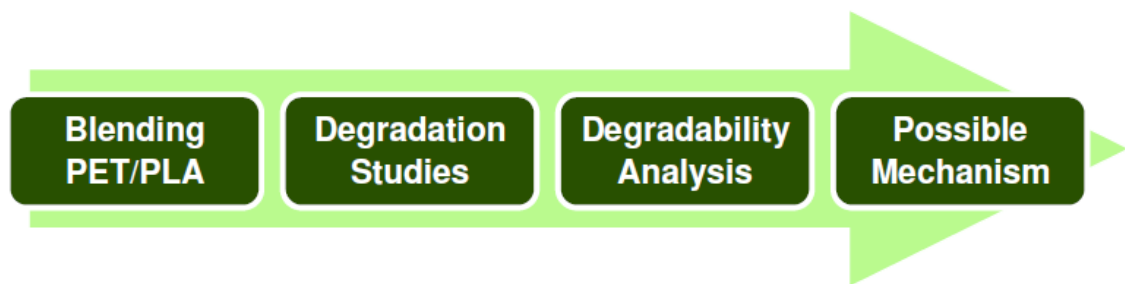 Blending
PET/PLA
Degradation
Studies
Degradability
Analysis
Possible
Mechanism